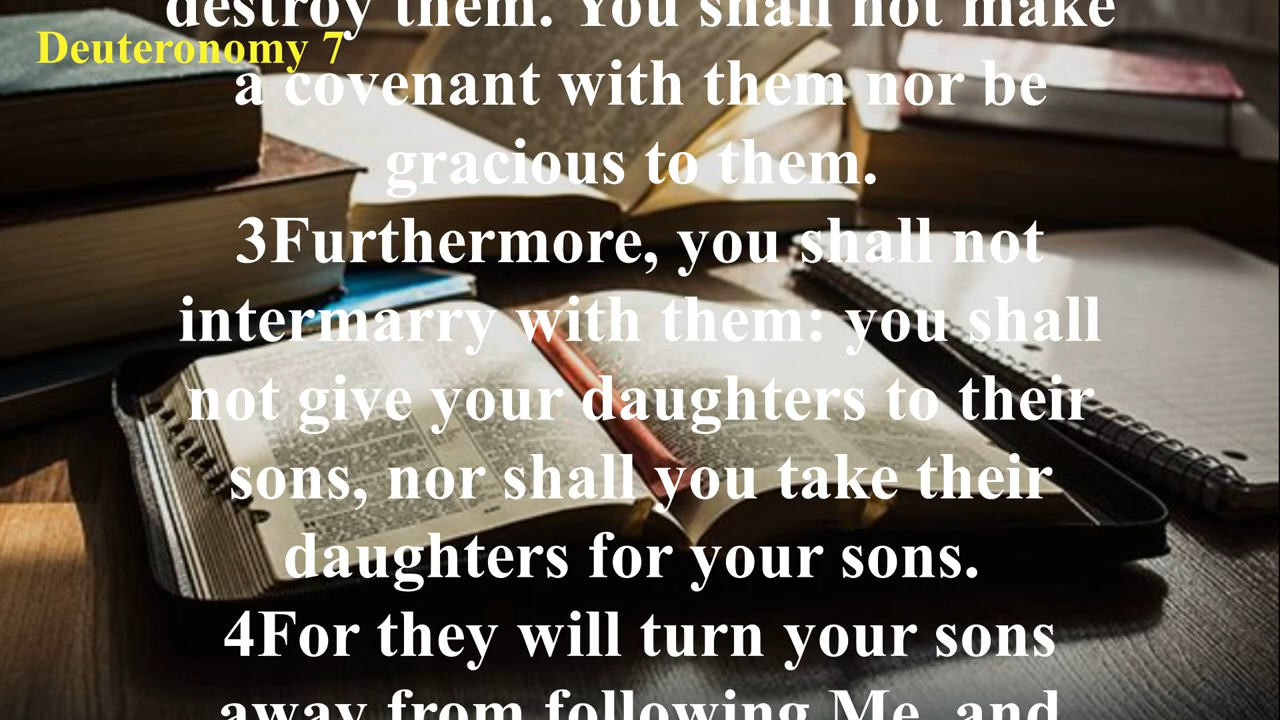 destroy them. You shall not make
Deuteronomy 7
a covenant with them nor be
gracious to them.
3Furthermore, you shall not
intermarry with them: you shall
not give your daughters to their
sons, nor shall you take their
daughters for your sons.
4For they will turn your sons
away from following Me, and